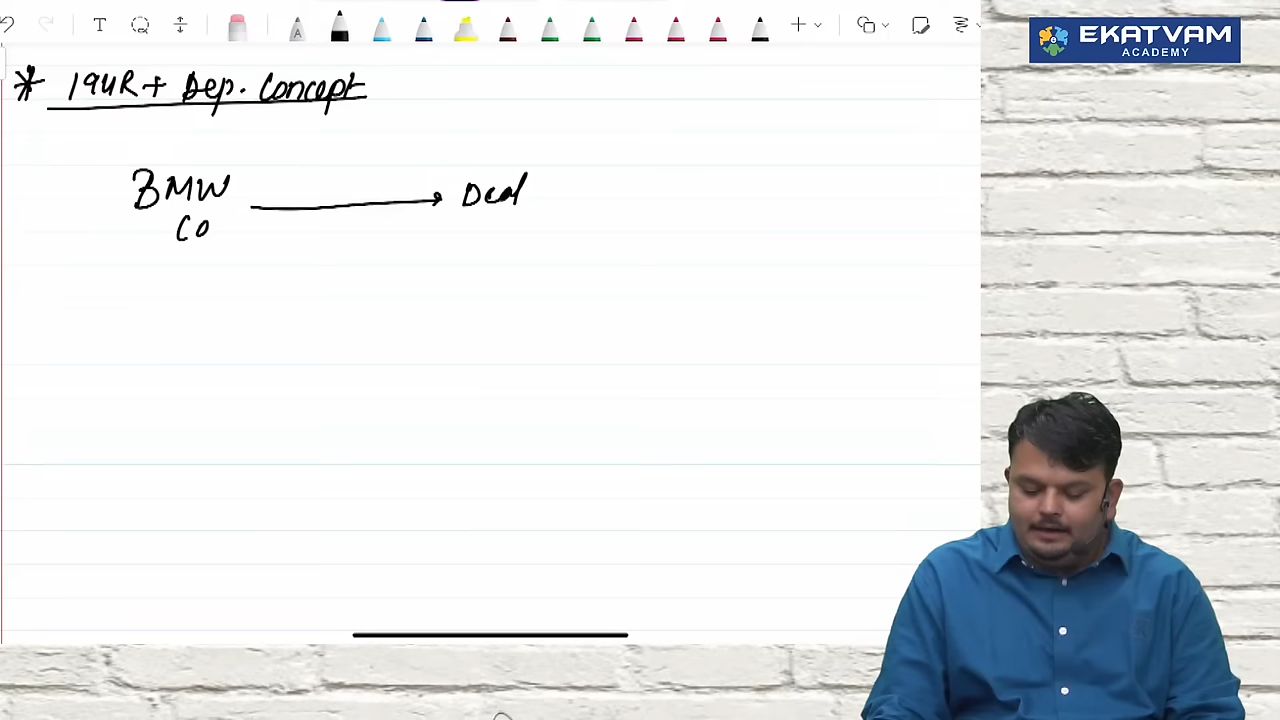 EKATVAM
ACADEMY
* 194R + Dep. Concept
BMW → Deal
Co